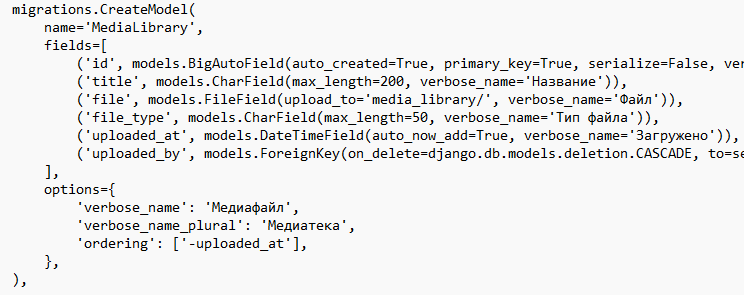 migrations.CreateModel(
    name='MediaLibrary',
    fields=[
        ('id', models.BigAutoField(auto_created=True, primary_key=True, serialize=False, ver
        ('title', models.CharField(max_length=200, verbose_name='Название')),
        ('file', models.FileField(upload_to='media_library/', verbose_name='Файл')),
        ('file_type', models.CharField(max_length=50, verbose_name='Тип файла')),
        ('uploaded_at', models.DateTimeField(auto_now_add=True, verbose_name='Загружено')),
        ('uploaded_by', models.ForeignKey(on_delete=django.db.models.deletion.CASCADE, to=se
    ],
    options={
        'verbose_name': 'Медиафайл',
        'verbose_name_plural': 'Медиатека',
        'ordering': ['-uploaded_at'],
    },
),